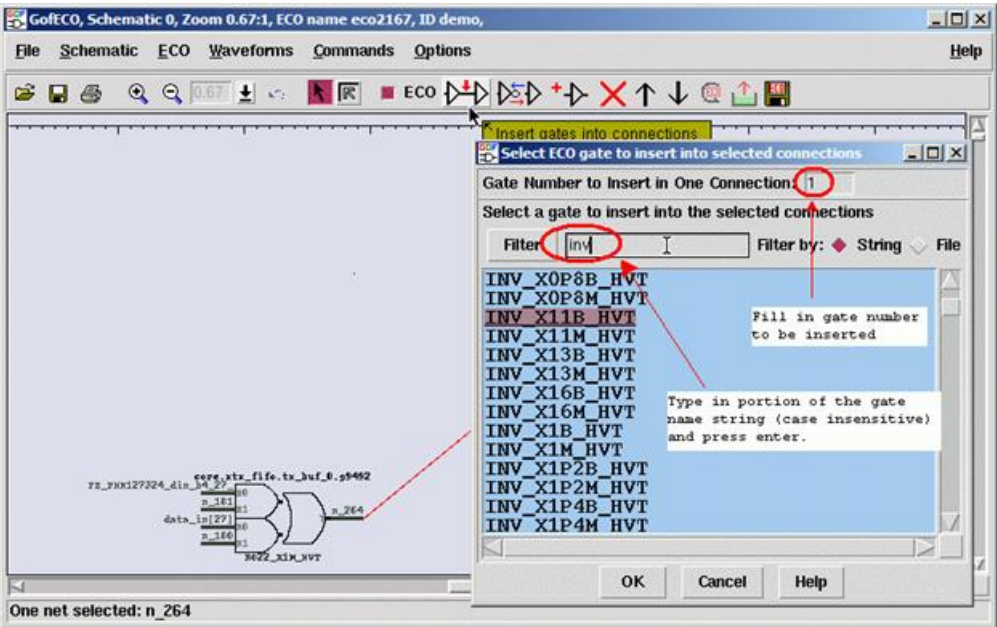 GofECO, Schematic 0, Zoom 0.67:1, ECO name eco2167, ID demo,
File Schematic ECO Waveforms Commands Options Help
0.67 ECO
Insert gates into connections
Select ECO gate to insert into selected connections
Gate Number to Insert in One Connection: 1
Select a gate to insert into the selected connections
Filter inv Filter by: String File
INV_X0P8B_HVT
INV_X0P8M_HVT
INV_X11B_HVT
INV_X11M_HVT
INV_X13B_HVT
INV_X13M_HVT
INV_X16B_HVT
INV_X16M_HVT
INV_X1B_HVT
INV_X1M_HVT
INV_X1P2B_HVT
INV_X1P2M_HVT
INV_X1P4B_HVT
INV_X1P4M_HVT
Fill in gate number
to be inserted
Type in portion of the gate
name string (case insensitive)
and press enter.
n_181
data_in[27]
n_180
n_264
OK Cancel Help
One net selected: n_264